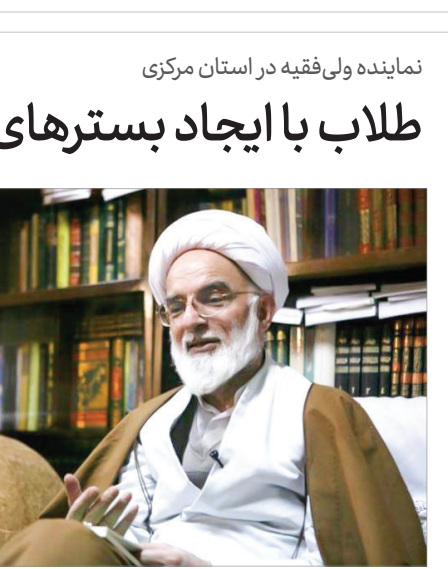 نماینده ولی‌فقیه در استان مرکزی
طلاب با ایجاد بسترهای